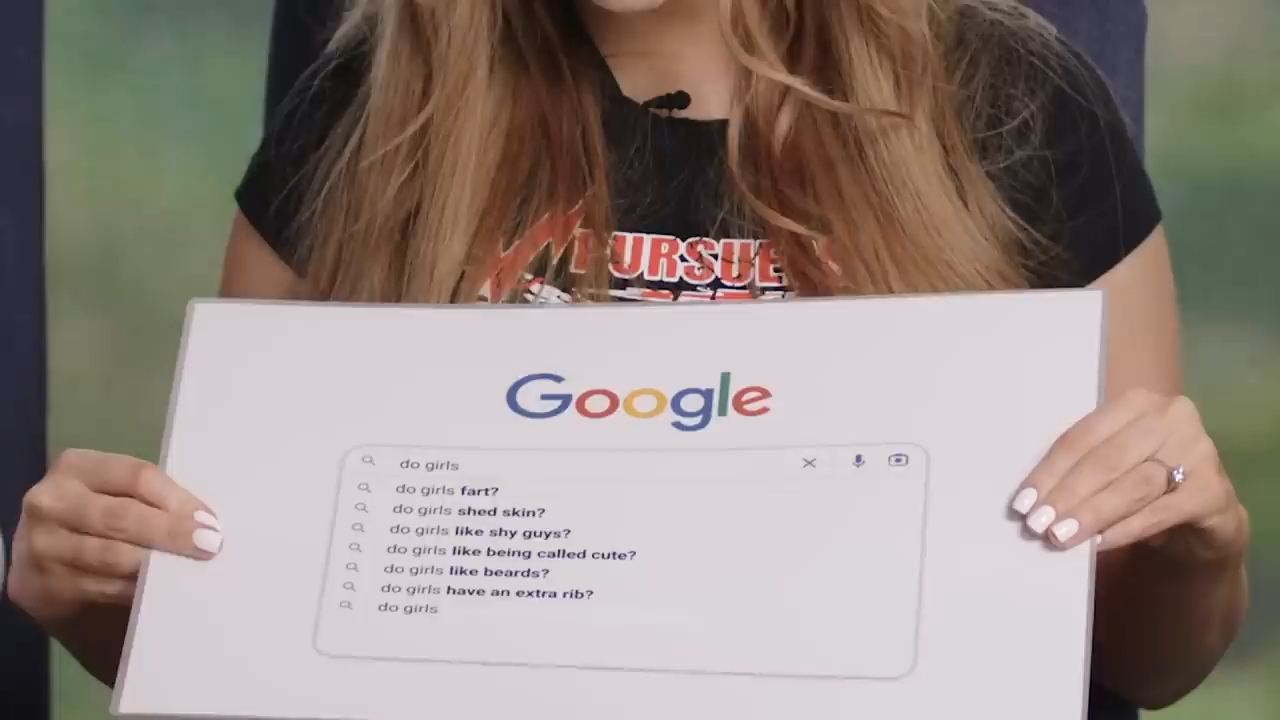 PURSUE
Google
do girls
do girls fart?
do girls shed skin?
do girls like shy guys?
do girls like being called cute?
do girls like beards?
do girls have an extra rib?
do girls